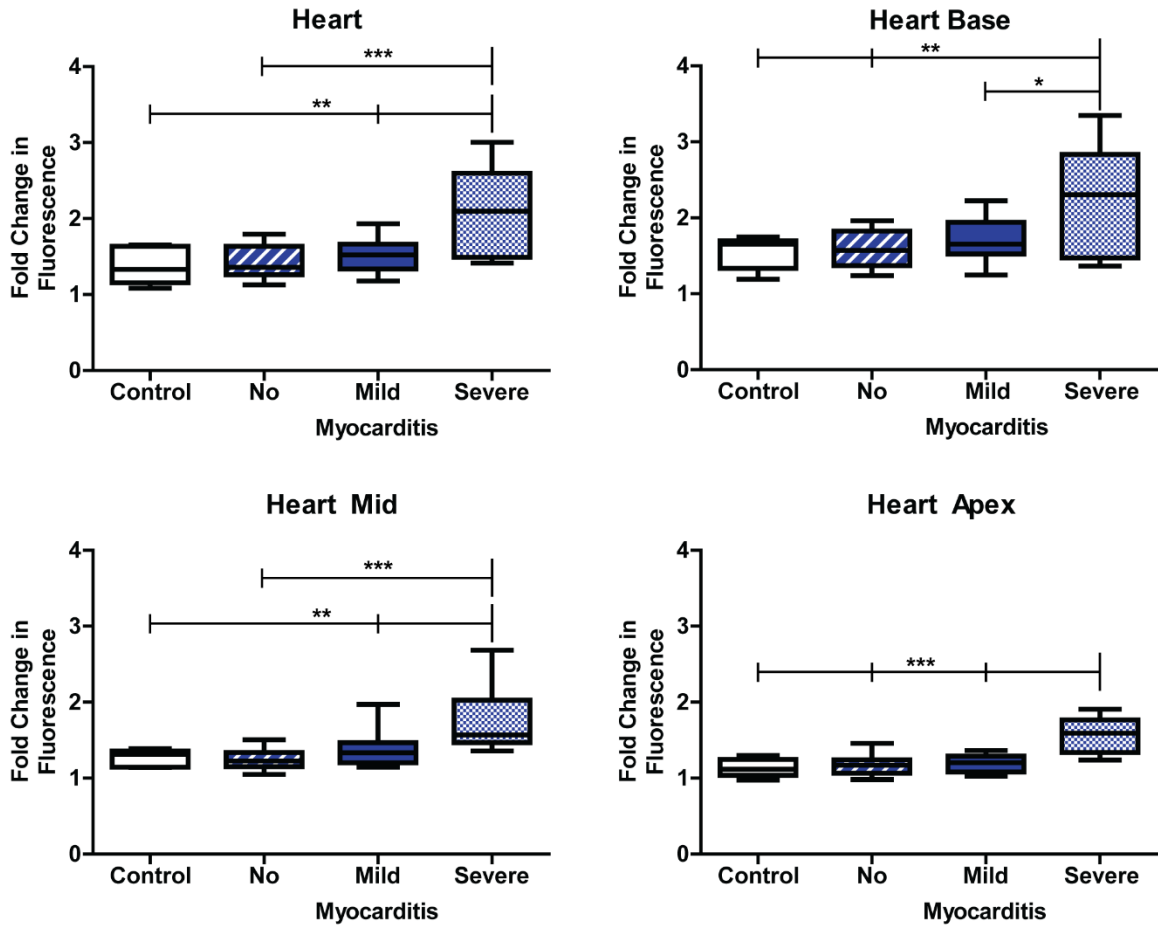 Heart
Fold Change in
Fluorescence
4
3
2
1
0
***
**
Control No Mild Severe
Myocarditis
Heart Base
Fold Change in
Fluorescence
4
3
2
1
0
**
*
Control No Mild Severe
Myocarditis
Heart Mid
Fold Change in
Fluorescence
4
3
2
1
0
***
**
Control No Mild Severe
Myocarditis
Heart Apex
Fold Change in
Fluorescence
4
3
2
1
0
***
Control No Mild Severe
Myocarditis